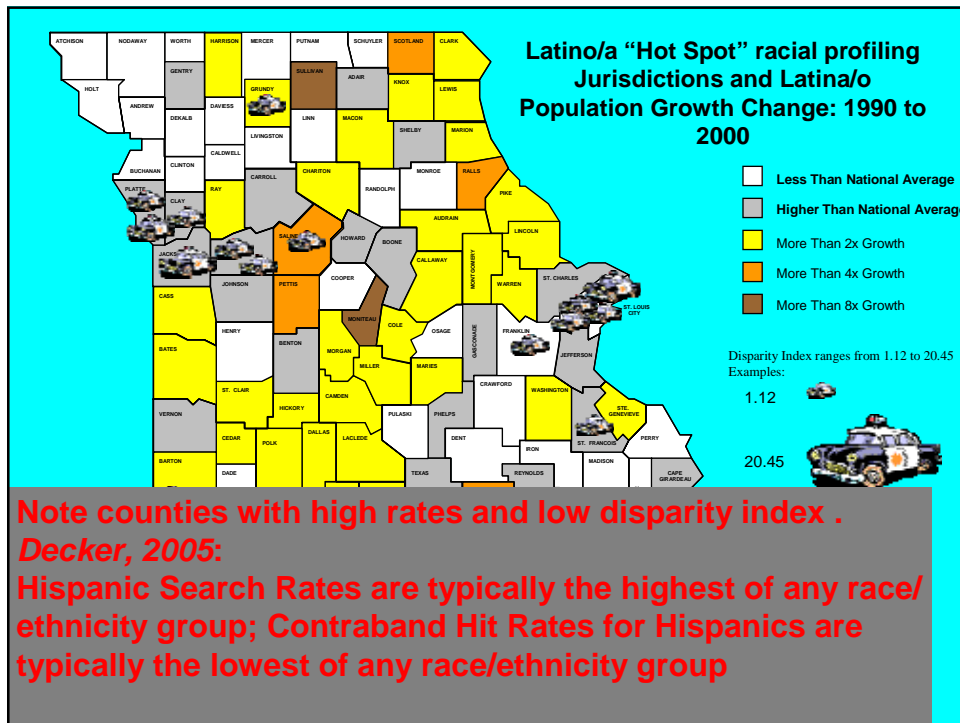 Latino/a “Hot Spot” racial profiling
Jurisdictions and Latina/o
Population Growth Change: 1990 to
2000
ATCHISON
NODAWAY
WORTH
HARRISON
MERCER
PUTNAM
SCHUYLER
SCOTLAND
CLARK
GENTRY
SULLIVAN
ADAIR
KNOX
LEWIS
HOLT
ANDREW
DEKALB
DAVIESS
GRUNDY
LINN
MACON
SHELBY
MARION
LIVINGSTON
CALDWELL
CLINTON
BUCHANAN
MONROE
RALLS
PLATTE
CLAY
RAY
CARROLL
CHARITON
RANDOLPH
PIKE
AUDRAIN
LINCOLN
SALINE
HOWARD
BOONE
CALLAWAY
MONTGOMERY
WARREN
ST. CHARLES
ST. LOUIS
CITY
JACKS
JOHNSON
PETTIS
COOPER
CASS
MONITEAU
COLE
OSAGE
GASCONADE
FRANKLIN
JEFFERSON
HENRY
BENTON
MORGAN
MILLER
MARIES
BATES
CRAWFORD
WASHINGTON
STE.
GENEVIEVE
ST. CLAIR
CAMDEN
HICKORY
PULASKI
PHELPS
VERNON
DENT
ST. FRANCOIS
PERRY
CEDAR
POLK
DALLAS
LACLEDE
IRON
MADISON
BARTON
DADE
TEXAS
REYNOLDS
CAPE
GIRARDEAU
Less Than National Average
Higher Than National Average
More Than 2x Growth
More Than 4x Growth
More Than 8x Growth
Disparity Index ranges from 1.12 to 20.45
Examples:
1.12
20.45
Note counties with high rates and low disparity index .
Decker, 2005:
Hispanic Search Rates are typically the highest of any race/
ethnicity group; Contraband Hit Rates for Hispanics are
typically the lowest of any race/ethnicity group